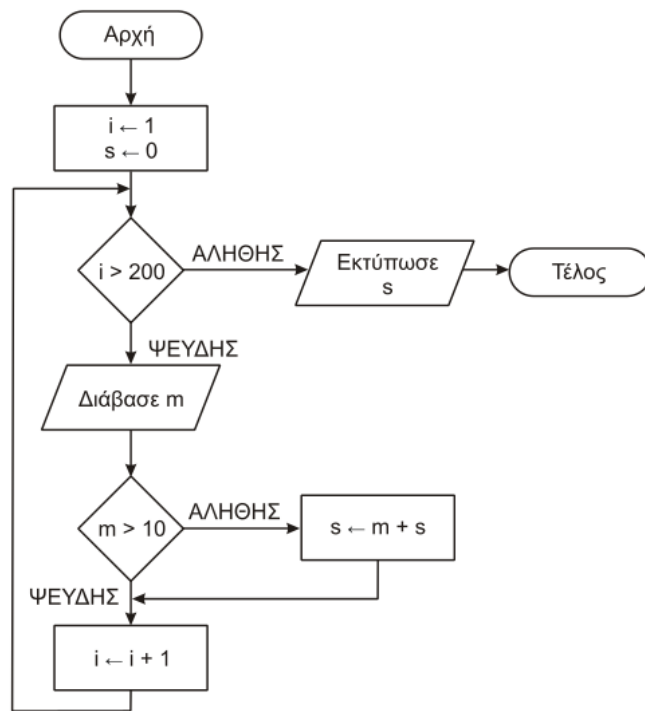 Αρχή
i ← 1
s ← 0
i > 200
ΑΛΗΘΗΣ
Εκτύπωσε
s
Τέλος
ΨΕΥΔΗΣ
Διάβασε m
m > 10
ΑΛΗΘΗΣ
s ← m + s
ΨΕΥΔΗΣ
i ← i + 1